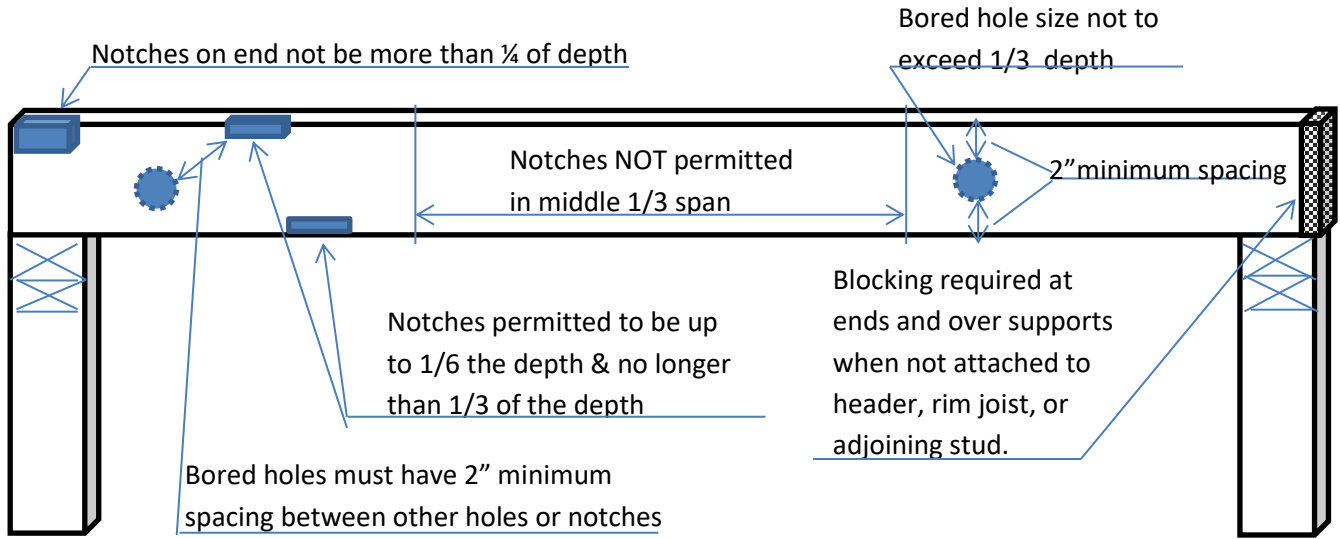 Bored hole size not to
exceed 1/3 depth
Notches on end not be more than ¼ of depth
Notches NOT permitted
in middle 1/3 span
2”minimum spacing
Notches permitted to be up
to 1/6 the depth & no longer
than 1/3 of the depth
Blocking required at
ends and over supports
when not attached to
header, rim joist, or
adjoining stud.
Bored holes must have 2” minimum
spacing between other holes or notches